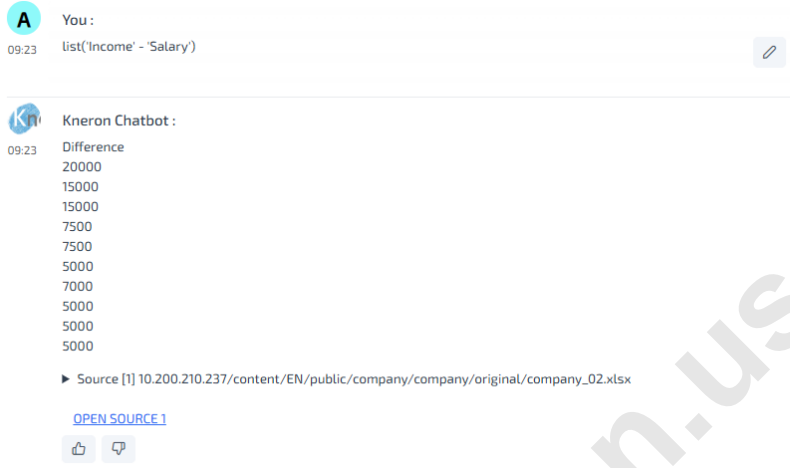 A
You :
09:23
list('Income' - 'Salary')
Kneron Chatbot :
09:23
Difference
20000
15000
15000
7500
7500
5000
7000
5000
5000
5000
▶ Source [1] 10.200.210.237/content/EN/public/company/company/original/company_02.xlsx
OPEN SOURCE 1
n.us